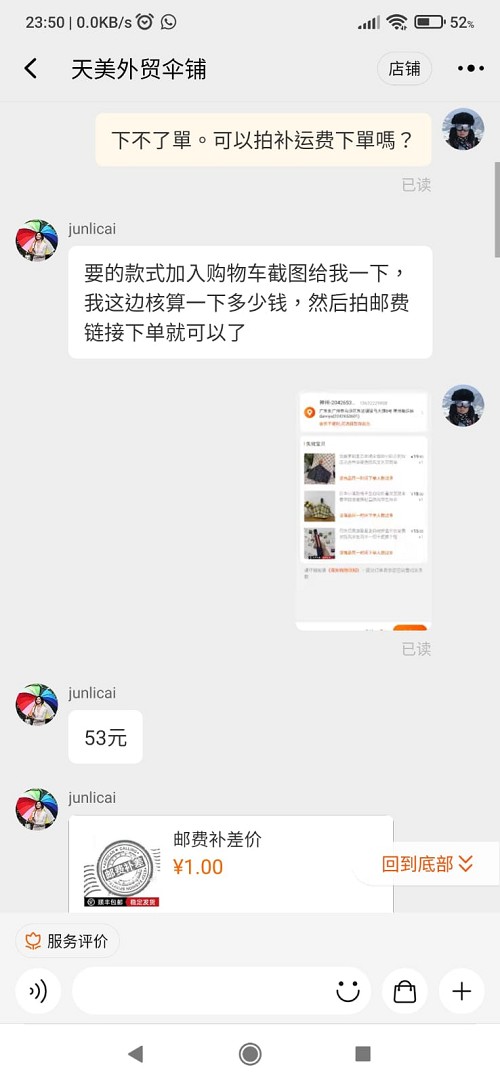 23:50 | 0.0KB/s
52%
天美外贸伞铺
店铺
下不了單。可以拍补运费下單嗎？
已读
junlicai
要的款式加入购物车截图给我一下，
我这边核算一下多少钱，然后拍邮费
链接下单就可以了
已读
junlicai
53元
junlicai
邮费补差价
邮费补差
¥1.00
顺丰包邮 稳定发货
回到底部
服务评价